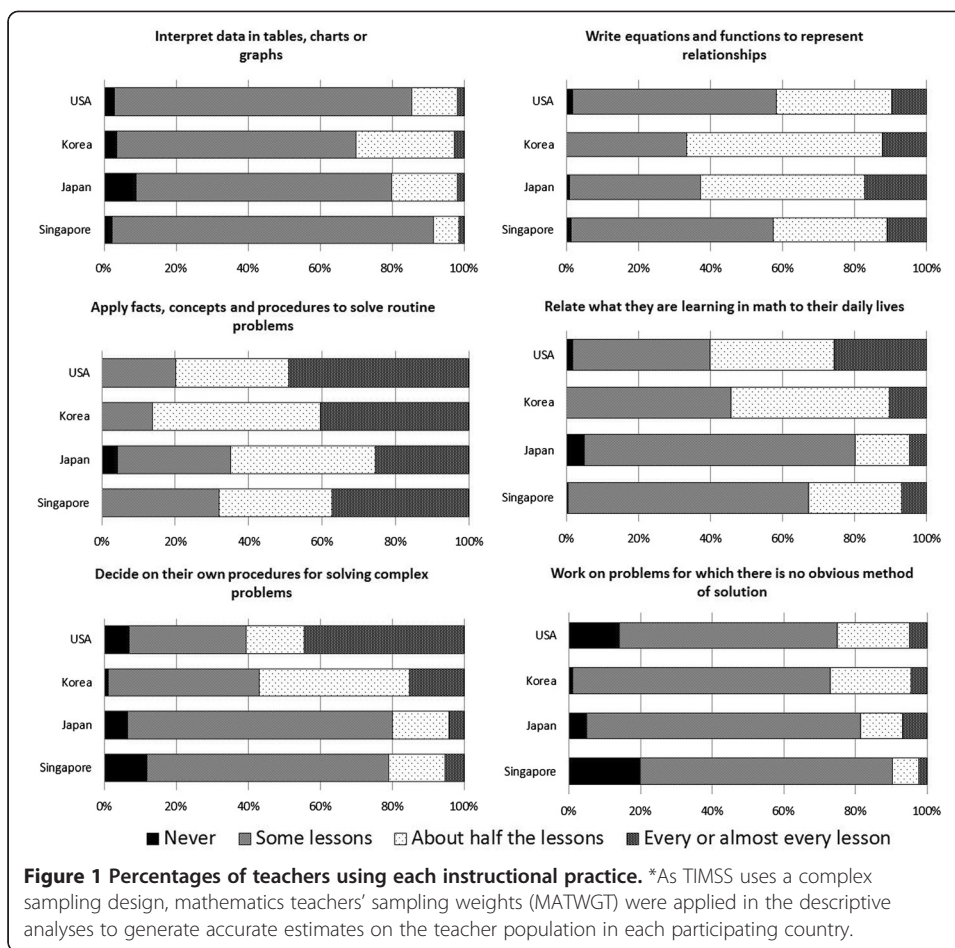 Interpret data in tables, charts or
graphs
USA
Korea
Japan
Singapore
0% 20% 40% 60% 80% 100%
Write equations and functions to represent
relationships
USA
Korea
Japan
Singapore
0% 20% 40% 60% 80% 100%
Apply facts, concepts and procedures to solve routine
problems
USA
Korea
Japan
Singapore
0% 20% 40% 60% 80% 100%
Relate what they are learning in math to their daily lives
USA
Korea
Japan
Singapore
0% 20% 40% 60% 80% 100%
Decide on their own procedures for solving complex
problems
USA
Korea
Japan
Singapore
0% 20% 40% 60% 80% 100%
Work on problems for which there is no obvious method
of solution
USA
Korea
Japan
Singapore
0% 20% 40% 60% 80% 100%
Never Some lessons About half the lessons Every or almost every lesson
Figure 1 Percentages of teachers using each instructional practice. *As TIMSS uses a complex
sampling design, mathematics teachers' sampling weights (MATWGT) were applied in the descriptive
analyses to generate accurate estimates on the teacher population in each participating country.